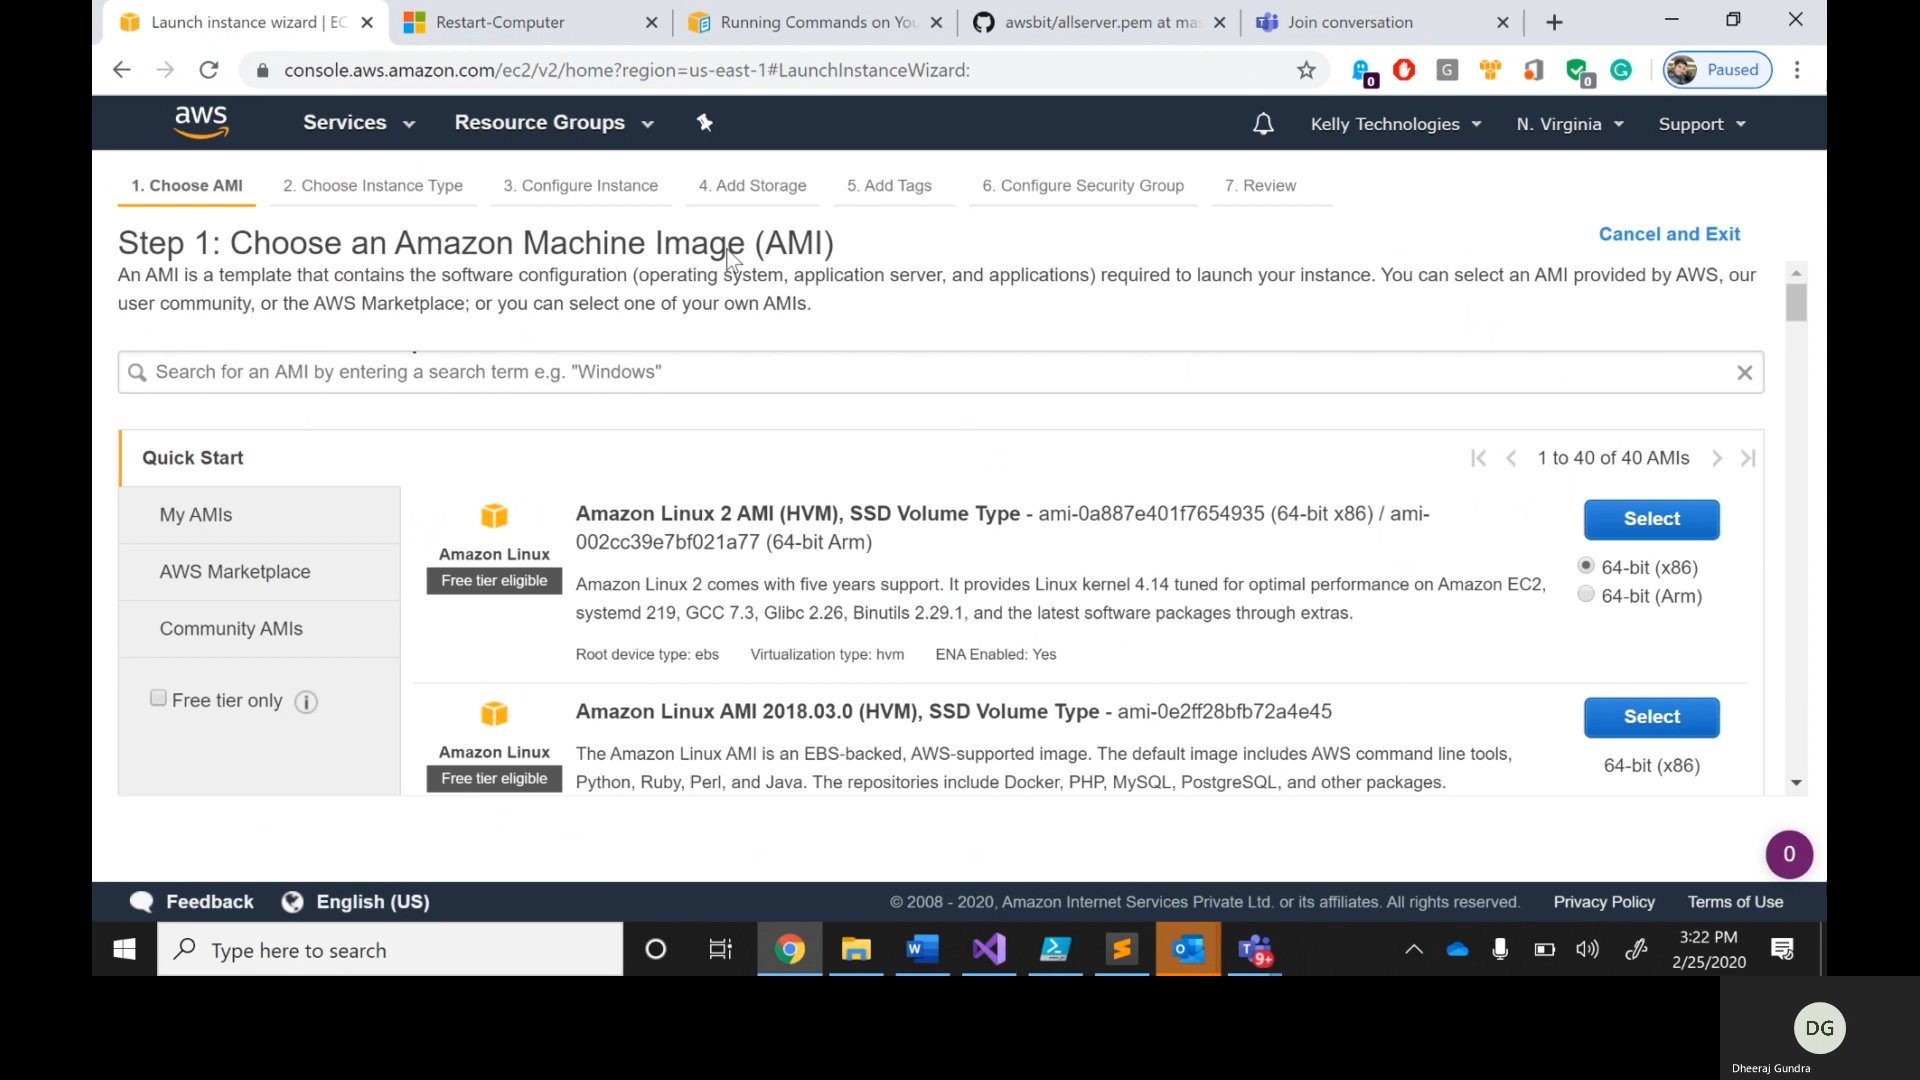 Launch instance wizard | EC
Restart-Computer
Running Commands on You
awsbit/allserver.pem at mas
Join conversation
console.aws.amazon.com/ec2/v2/home?region=us-east-1#LaunchInstanceWizard:
0
G
0
Paused
aws
Services
Resource Groups
Kelly Technologies
N. Virginia
Support
1. Choose AMI
2. Choose Instance Type
3. Configure Instance
4. Add Storage
5. Add Tags
6. Configure Security Group
7. Review
Step 1: Choose an Amazon Machine Image (AMI)
Cancel and Exit
An AMI is a template that contains the software configuration (operating system, application server, and applications) required to launch your instance. You can select an AMI provided by AWS, our
user community, or the AWS Marketplace; or you can select one of your own AMIs.
Search for an AMI by entering a search term e.g. "Windows"
Quick Start
1 to 40 of 40 AMIs
My AMIs
AWS Marketplace
Community AMIs
Free tier only
Amazon Linux
Free tier eligible
Amazon Linux 2 AMI (HVM), SSD Volume Type - ami-0a887e401f7654935 (64-bit x86) / ami-
002cc39e7bf021a77 (64-bit Arm)
Amazon Linux 2 comes with five years support. It provides Linux kernel 4.14 tuned for optimal performance on Amazon EC2,
systemd 219, GCC 7.3, Glibc 2.26, Binutils 2.29.1, and the latest software packages through extras.
Root device type: ebs
Virtualization type: hvm
ENA Enabled: Yes
Select
64-bit (x86)
64-bit (Arm)
Amazon Linux
Free tier eligible
Amazon Linux AMI 2018.03.0 (HVM), SSD Volume Type - ami-0e2ff28bfb72a4e45
The Amazon Linux AMI is an EBS-backed, AWS-supported image. The default image includes AWS command line tools,
Python, Ruby, Perl, and Java. The repositories include Docker, PHP, MySQL, PostgreSQL, and other packages.
Select
64-bit (x86)
0
Feedback
English (US)
© 2008 - 2020, Amazon Internet Services Private Ltd. or its affiliates. All rights reserved.
Privacy Policy
Terms of Use
Type here to search
9+
3:22 PM
2/25/2020
DG
Dheeraj Gundra